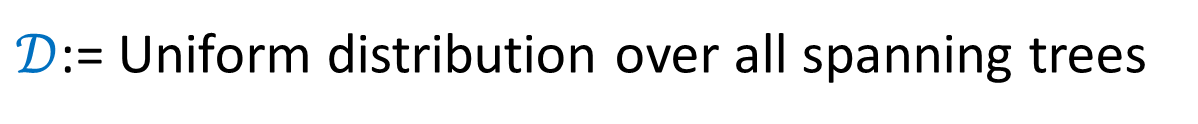 𝒟:= Uniform distribution over all spanning trees